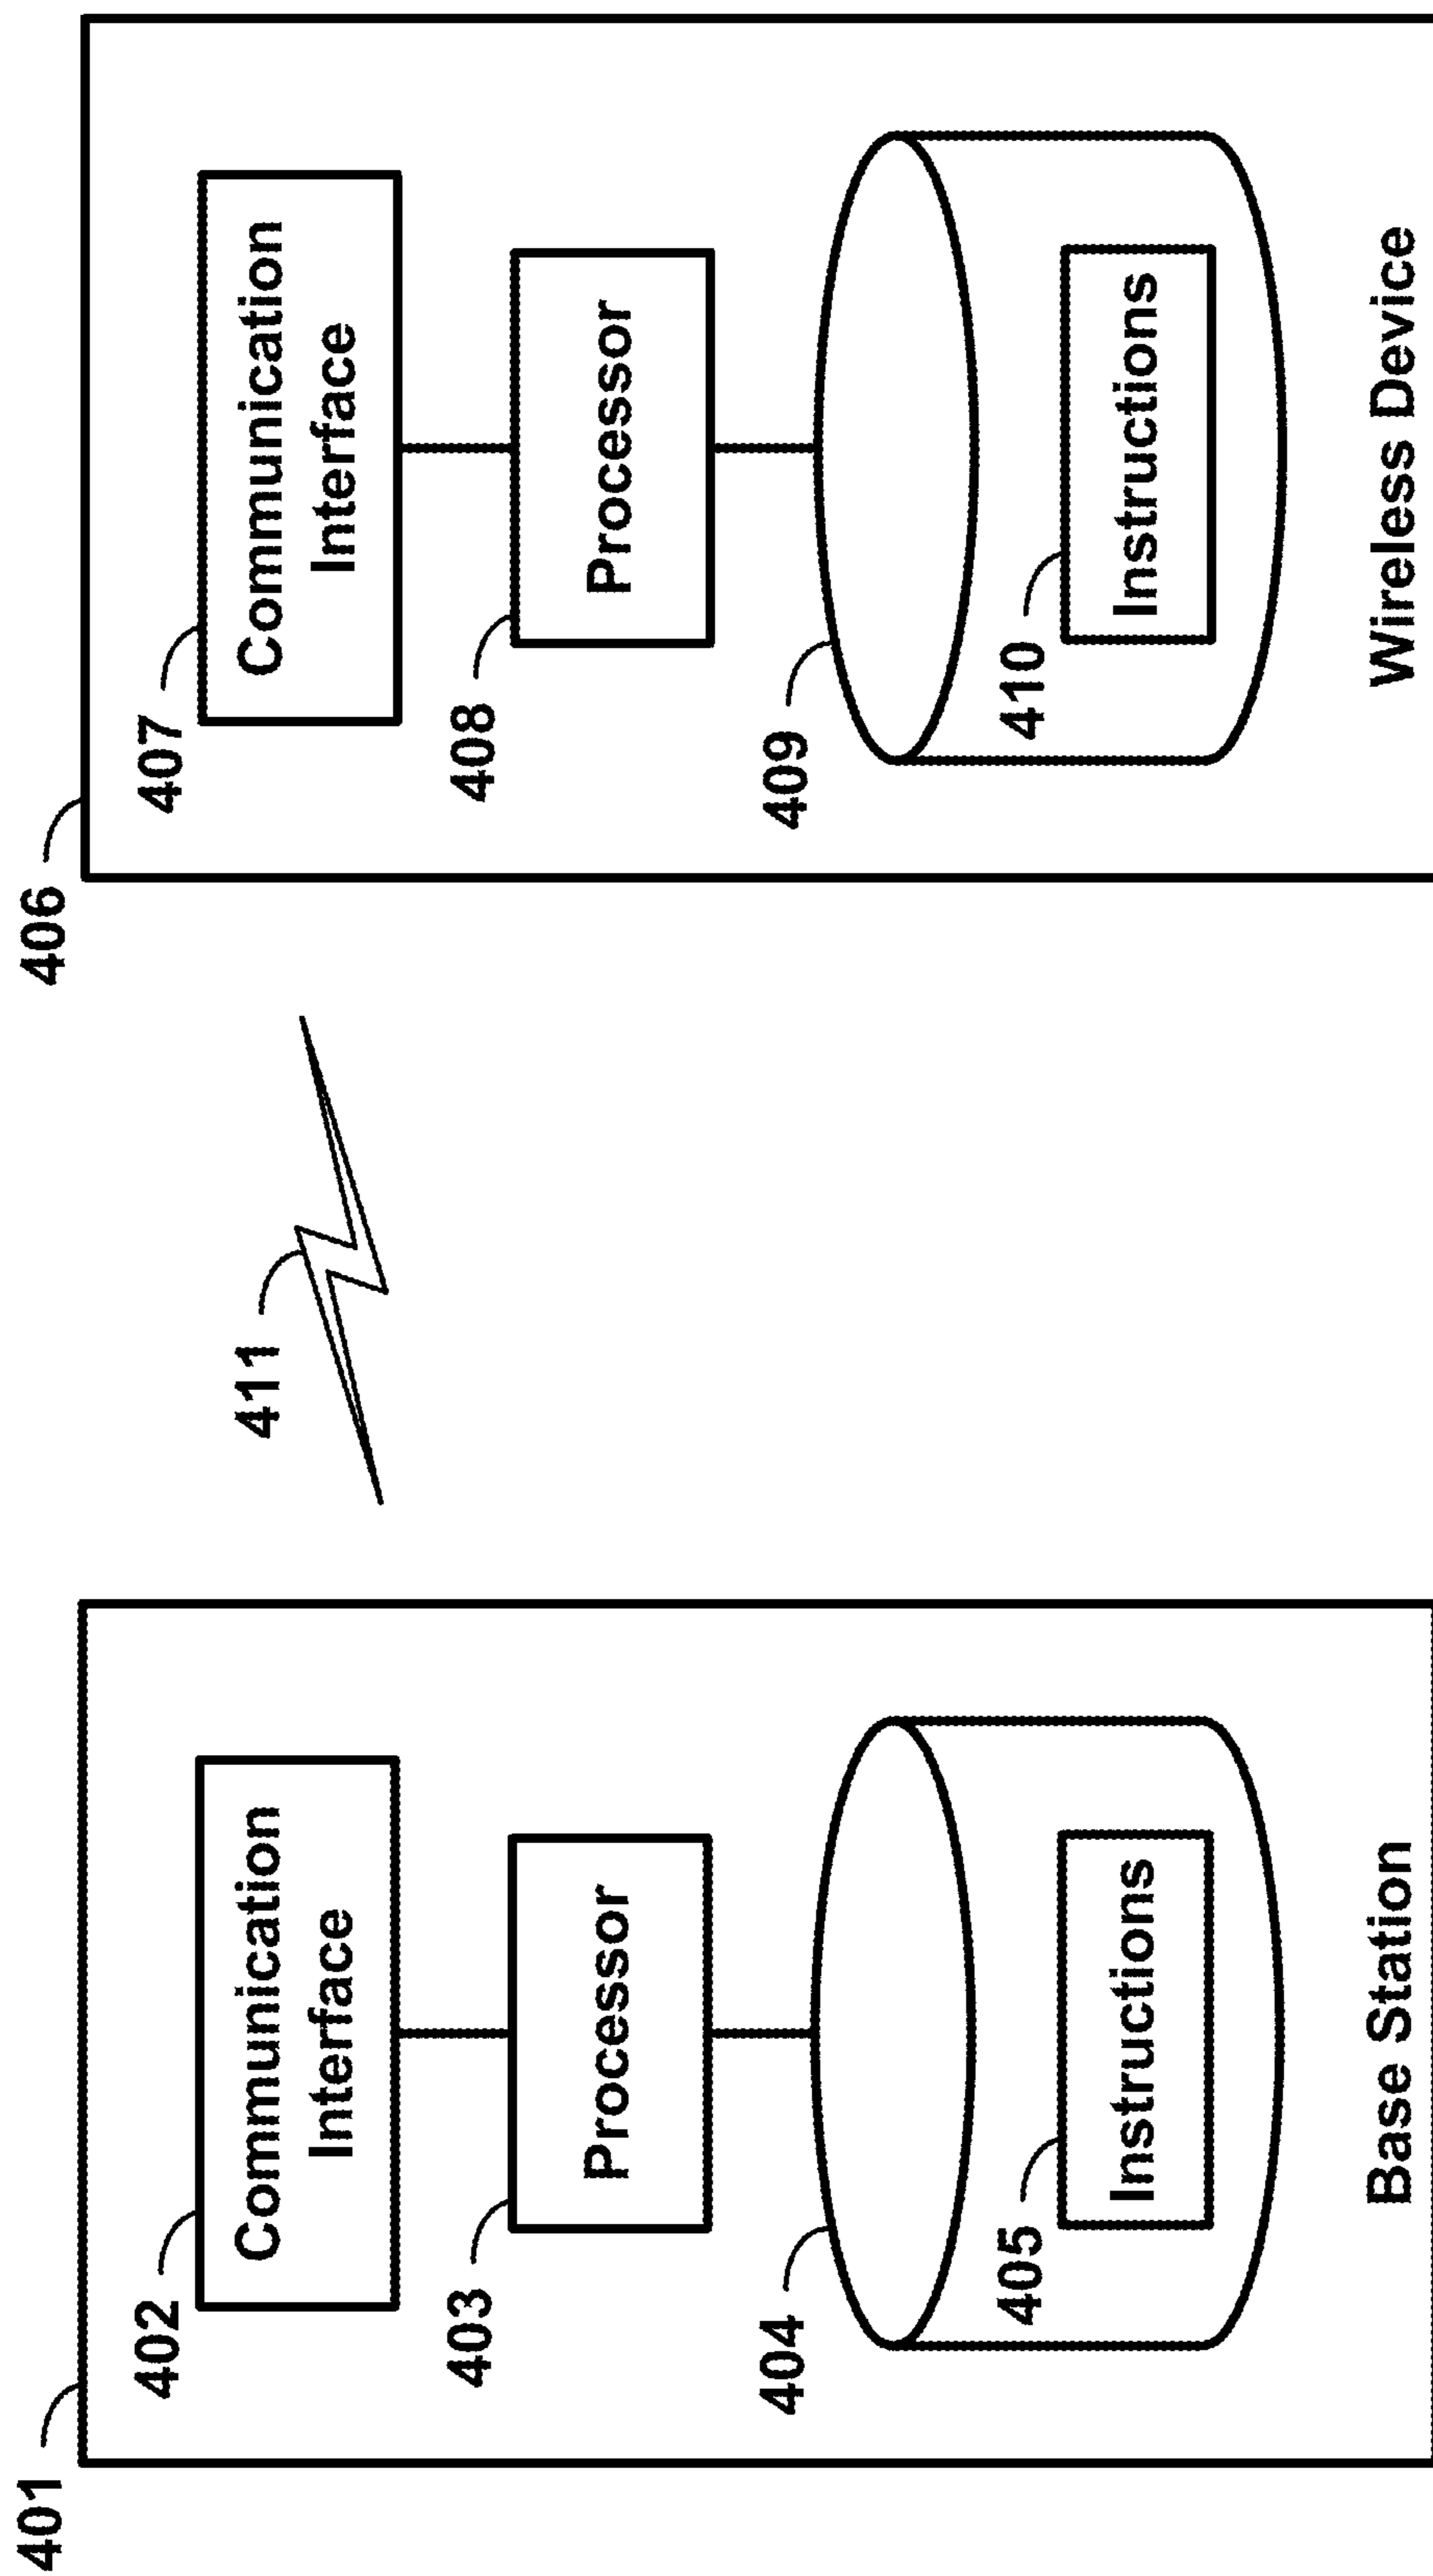 401
402
Communication
Interface
403
Processor
404
405
Instructions
Base Station
411
406
407
Communication
Interface
408
Processor
409
410
Instructions
Wireless Device